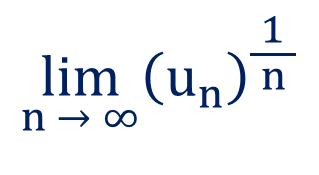 lim n → ∞ (uₙ)^(1/n)